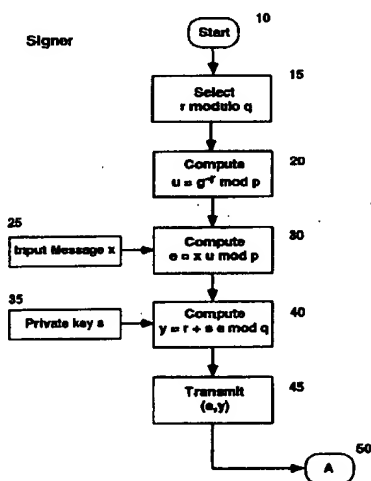 10
Start
Signer
15
Select
r modulo q
20
Compute
u = g⁻ʳ mod p
25
30
Input Message x
Compute
e = x u mod p
35
40
Private key s
Compute
y = r + s e mod q
45
Transmit
(e,y)
50
A